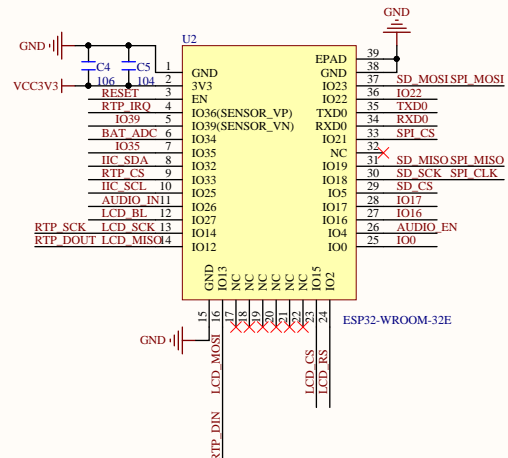 U2
GND
C4
C5
106
104
VCC3V3
1 GND
2 3V3
RESET 3 EN
RTP_IRQ 4 IO36(SENSOR_VP)
IO39 5 IO39(SENSOR_VN)
BAT_ADC 6 IO34
IO35 7 IO35
IIC_SDA 8 IO32
RTP_CS 9 IO33
IIC_SCL 10 IO25
AUDIO_IN 11 IO26
LCD_BL 12 IO27
RTP_SCK LCD_SCK 13 IO14
RTP_DOUT LCD_MISO 14 IO12
GND
EPAD 39
GND 38
IO23 37 SD_MOSI SPI_MOSI
IO22 36 IO22
TXD0 35 TXD0
RXD0 34 RXD0
IO21 33 SPI_CS
NC 32
IO19 31 SD_MISO SPI_MISO
IO18 30 SD_SCK SPI_CLK
IO5 29 SD_CS
IO17 28 IO17
IO16 27 IO16
IO4 26 AUDIO_EN
IO0 25 IO0
GND 15
IO13 16 LCD_MOSI RTP_DIN
NC 17
NC 18
NC 19
NC 20
NC 21
NC 22
IO15 23 LCD_CS
IO2 24 LCD_RS
GND
ESP32-WROOM-32E